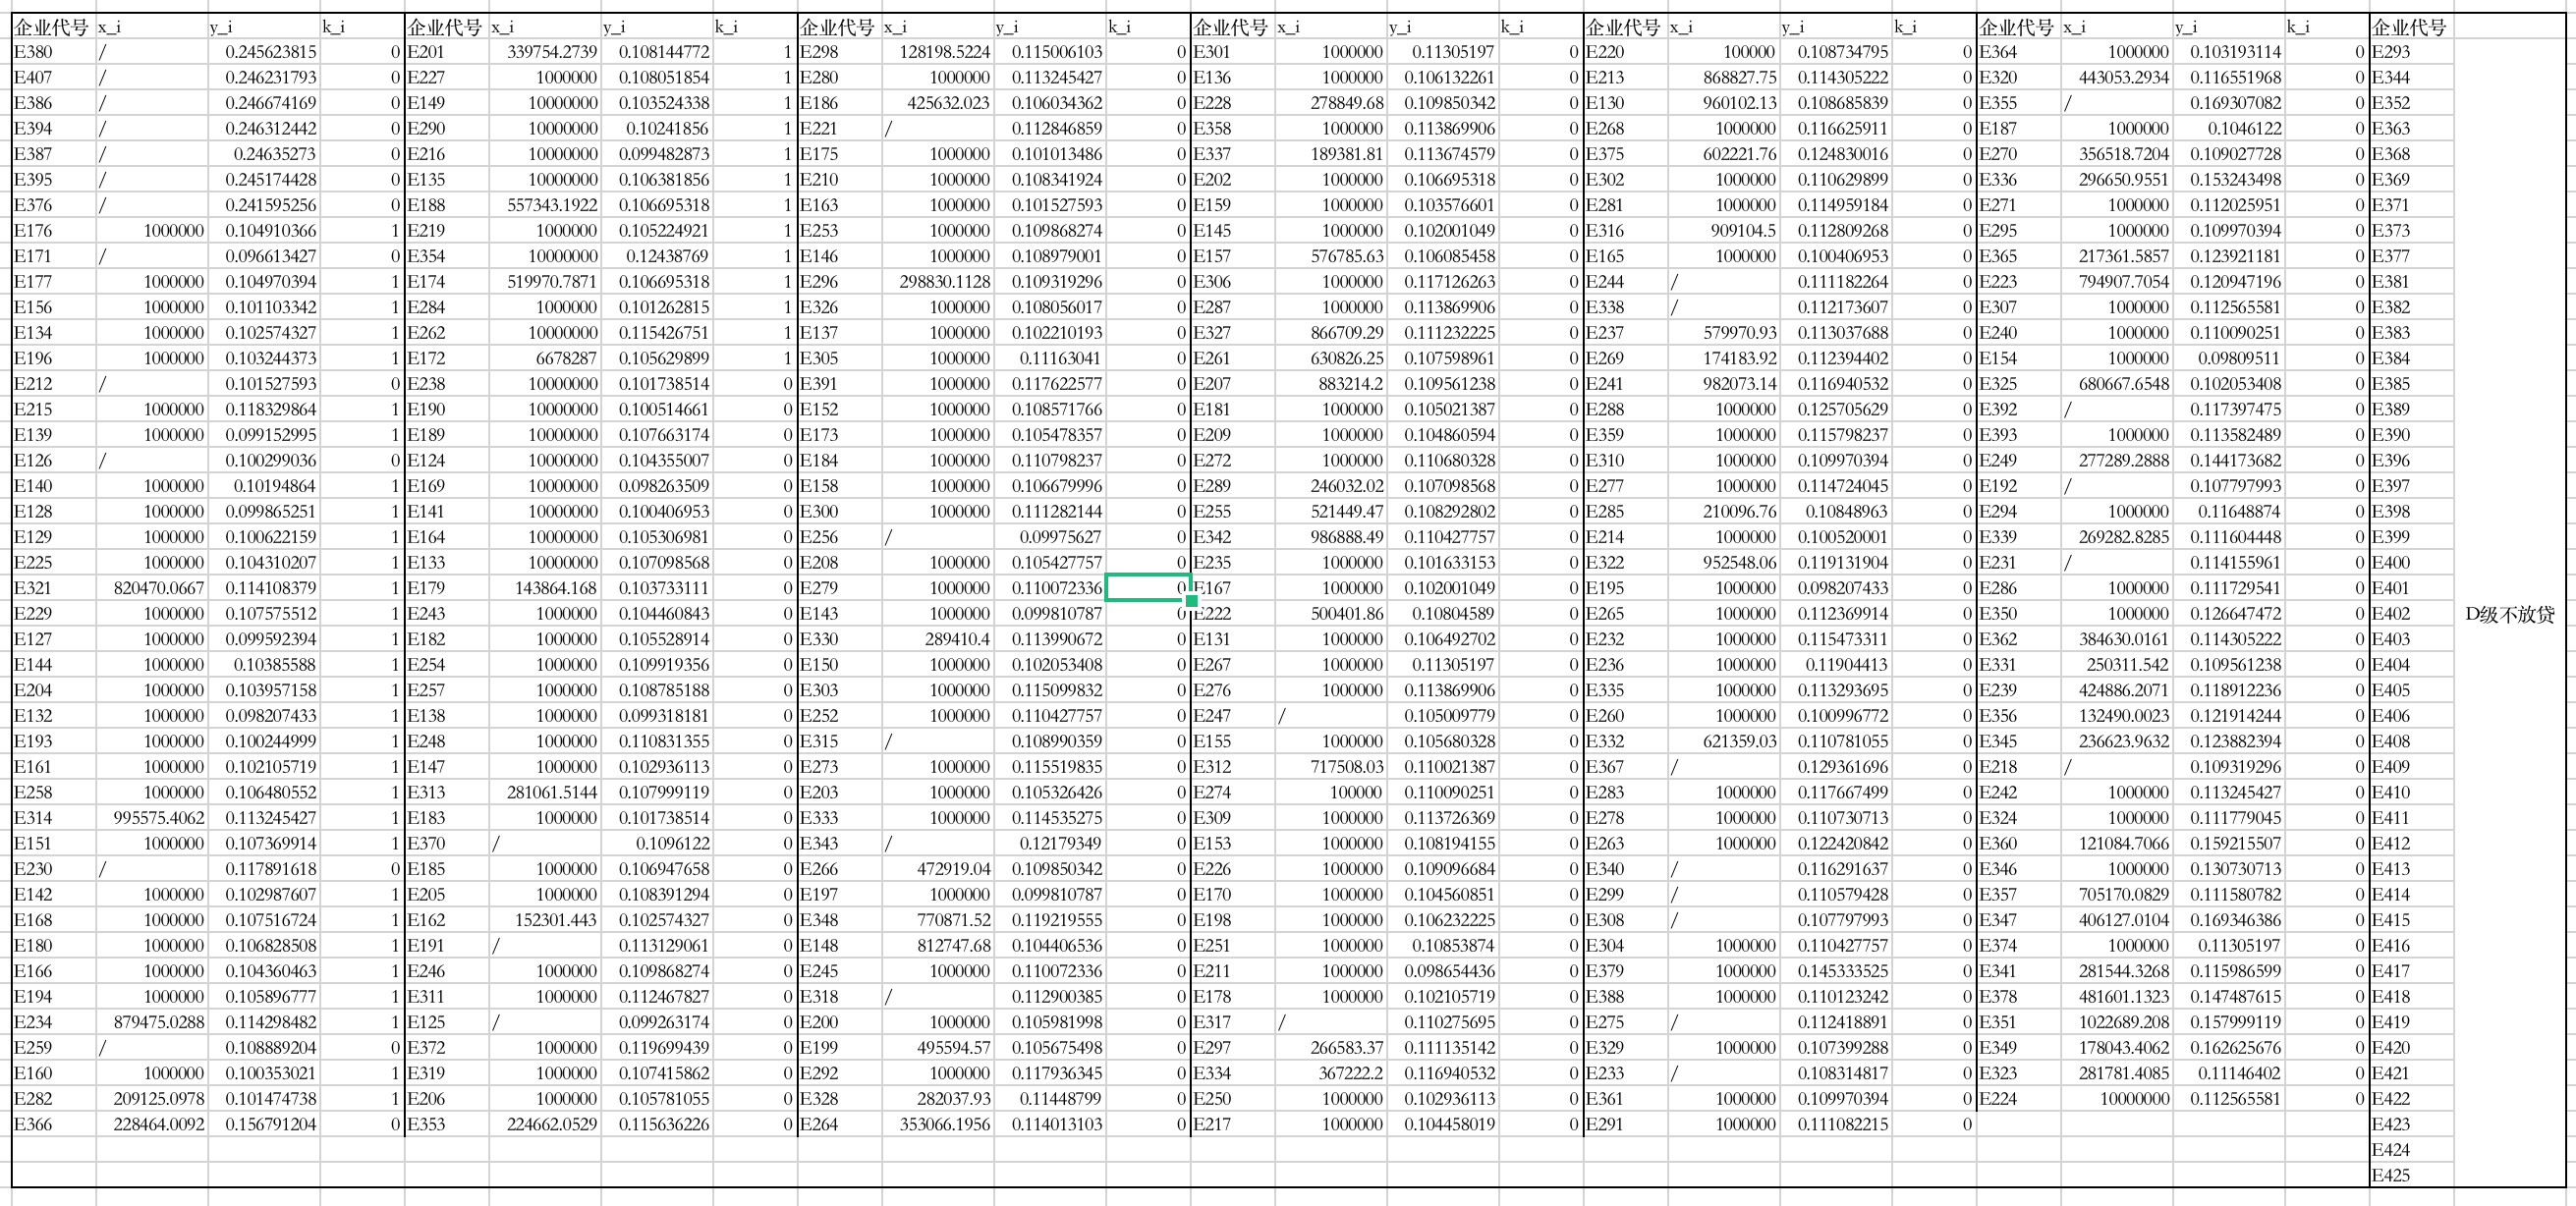 企业代号 x_i y_i k_i 企业代号 x_i y_i k_i 企业代号 x_i y_i k_i 企业代号 x_i y_i k_i 企业代号 x_i y_i k_i 企业代号 x_i y_i k_i 企业代号
E380 / 0.245623815 0 E201 339754.2739 0.108144772 1 E298 128198.5224 0.115006103 0 E301 1000000 0.11305197 0 E220 100000 0.108734795 0 E364 1000000 0.103193114 0 E293
E407 / 0.246231793 0 E227 1000000 0.108051854 1 E280 1000000 0.113245427 0 E136 1000000 0.106132261 0 E213 868827.75 0.114305222 0 E320 443053.2934 0.116551968 0 E344
E386 / 0.246674169 0 E149 10000000 0.103524338 1 E186 425632.023 0.106034362 0 E228 278849.68 0.109850342 0 E130 960102.13 0.108685839 0 E355 / 0.169307082 0 E352
E394 / 0.246312442 0 E290 10000000 0.10241856 1 E221 / 0.112846859 0 E358 1000000 0.113869906 0 E268 1000000 0.116625911 0 E187 1000000 0.1046122 0 E363
E387 / 0.24635273 0 E216 10000000 0.099482873 1 E175 1000000 0.101013486 0 E337 189381.81 0.113674579 0 E375 602221.76 0.124830016 0 E270 356518.7204 0.109027728 0 E368
E395 / 0.245174428 0 E135 10000000 0.106381856 1 E210 1000000 0.108341924 0 E202 1000000 0.106695318 0 E302 1000000 0.110629899 0 E336 296650.9551 0.153243498 0 E369
E376 / 0.241595256 0 E188 557343.1922 0.106695318 1 E163 1000000 0.101527593 0 E159 1000000 0.103576601 0 E281 1000000 0.114959184 0 E271 1000000 0.112025951 0 E371
E176 1000000 0.104910366 1 E219 1000000 0.105224921 1 E253 1000000 0.109868274 0 E145 1000000 0.102001049 0 E316 909104.5 0.112809268 0 E295 1000000 0.109970394 0 E373
E171 / 0.096613427 0 E354 10000000 0.12438769 1 E146 1000000 0.108979001 0 E157 576785.63 0.106085458 0 E165 1000000 0.100406953 0 E365 217361.5857 0.123921181 0 E377
E177 1000000 0.104970394 1 E174 519970.7871 0.106695318 1 E296 298830.1128 0.109319296 0 E306 1000000 0.117126263 0 E244 / 0.111182264 0 E223 794907.7054 0.120947196 0 E381
E156 1000000 0.101103342 1 E284 1000000 0.101262815 1 E326 1000000 0.108056017 0 E287 1000000 0.113869906 0 E338 / 0.112173607 0 E307 1000000 0.112565581 0 E382
E134 1000000 0.102574327 1 E262 10000000 0.115426751 1 E137 1000000 0.102210193 0 E327 866709.29 0.111232225 0 E237 579970.93 0.113037688 0 E240 1000000 0.110090251 0 E383
E196 1000000 0.103244373 1 E172 6678287 0.105629899 1 E305 1000000 0.11163041 0 E261 630826.25 0.107598961 0 E269 174183.92 0.112394402 0 E154 1000000 0.09809511 0 E384
E212 / 0.101527593 0 E238 10000000 0.101738514 0 E391 1000000 0.117622577 0 E207 883214.2 0.109561238 0 E241 982073.14 0.116940532 0 E325 680667.6548 0.102053408 0 E385
E215 1000000 0.118329864 1 E190 10000000 0.100514661 0 E152 1000000 0.108571766 0 E181 1000000 0.105021387 0 E288 1000000 0.125705629 0 E392 / 0.117397475 0 E389
E139 1000000 0.099152995 1 E189 10000000 0.107663174 0 E173 1000000 0.105478357 0 E209 1000000 0.104860594 0 E359 1000000 0.115798237 0 E393 1000000 0.113582489 0 E390
E126 / 0.100299036 0 E124 10000000 0.104355007 0 E184 1000000 0.110798237 0 E272 1000000 0.110680328 0 E310 1000000 0.109970394 0 E249 277289.2888 0.144173682 0 E396
E140 1000000 0.10194864 1 E169 10000000 0.098263509 0 E158 1000000 0.106679996 0 E289 246032.02 0.107098568 0 E277 1000000 0.114724045 0 E192 / 0.107797993 0 E397
E128 1000000 0.099865251 1 E141 10000000 0.100406953 0 E300 1000000 0.111282144 0 E255 521449.47 0.108292802 0 E285 210096.76 0.10848963 0 E294 1000000 0.11648874 0 E398
E129 1000000 0.100622159 1 E164 10000000 0.105306981 0 E256 / 0.09975627 0 E342 986888.49 0.110427757 0 E214 1000000 0.100520001 0 E339 269282.8285 0.111604448 0 E399
E225 1000000 0.104310207 1 E133 10000000 0.107098568 0 E208 1000000 0.105427757 0 E235 1000000 0.101633153 0 E322 952548.06 0.119131904 0 E231 / 0.114155961 0 E400
E321 820470.0667 0.114108379 1 E179 143864.168 0.103733111 0 E279 1000000 0.110072336 0 E167 1000000 0.102001049 0 E195 1000000 0.098207433 0 E286 1000000 0.111729541 0 E401
E229 1000000 0.107575512 1 E243 1000000 0.104460843 0 E143 1000000 0.099810787 0 E222 500401.86 0.10804589 0 E265 1000000 0.112369914 0 E350 1000000 0.126647472 0 E402 D级不放贷
E127 1000000 0.099592394 1 E182 1000000 0.105528914 0 E330 289410.4 0.113990672 0 E131 1000000 0.106492702 0 E232 1000000 0.115473311 0 E362 384630.0161 0.114305222 0 E403
E144 1000000 0.10385588 1 E254 1000000 0.109919356 0 E150 1000000 0.102053408 0 E267 1000000 0.11305197 0 E236 1000000 0.11904413 0 E331 250311.542 0.109561238 0 E404
E204 1000000 0.103957158 1 E257 1000000 0.108785188 0 E303 1000000 0.115099832 0 E276 1000000 0.113869906 0 E335 1000000 0.113293695 0 E239 424886.2071 0.118912236 0 E405
E132 1000000 0.098207433 1 E138 1000000 0.099318181 0 E252 1000000 0.110427757 0 E247 / 0.105009779 0 E260 1000000 0.100996772 0 E356 132490.0023 0.121914244 0 E406
E193 1000000 0.100244999 1 E248 1000000 0.110831355 0 E315 / 0.108990359 0 E155 1000000 0.105680328 0 E332 621359.03 0.110781055 0 E345 236623.9632 0.123882394 0 E408
E161 1000000 0.102105719 1 E147 1000000 0.102936113 0 E273 1000000 0.115519835 0 E312 717508.03 0.110021387 0 E367 / 0.129361696 0 E218 / 0.109319296 0 E409
E258 1000000 0.106480552 1 E313 281061.5144 0.107999119 0 E203 1000000 0.105326426 0 E274 100000 0.110090251 0 E283 1000000 0.117667499 0 E242 1000000 0.113245427 0 E410
E314 995575.4062 0.113245427 1 E183 1000000 0.101738514 0 E333 1000000 0.114535275 0 E309 1000000 0.113726369 0 E278 1000000 0.110730713 0 E324 1000000 0.111779045 0 E411
E151 1000000 0.107369914 1 E370 / 0.1096122 0 E343 / 0.12179349 0 E153 1000000 0.108194155 0 E263 1000000 0.122420842 0 E360 121084.7066 0.159215507 0 E412
E230 / 0.117891618 0 E185 1000000 0.106947658 0 E266 472919.04 0.109850342 0 E226 1000000 0.109096684 0 E340 / 0.116291637 0 E346 1000000 0.130730713 0 E413
E142 1000000 0.102987607 1 E205 1000000 0.108391294 0 E197 1000000 0.099810787 0 E170 1000000 0.104560851 0 E299 / 0.110579428 0 E357 705170.0829 0.111580782 0 E414
E168 1000000 0.107516724 1 E162 152301.443 0.102574327 0 E348 770871.52 0.119219555 0 E198 1000000 0.106232225 0 E308 / 0.107797993 0 E347 406127.0104 0.169346386 0 E415
E180 1000000 0.106828508 1 E191 / 0.113129061 0 E148 812747.68 0.104406536 0 E251 1000000 0.10853874 0 E304 1000000 0.110427757 0 E374 1000000 0.11305197 0 E416
E166 1000000 0.104360463 1 E246 1000000 0.109868274 0 E245 1000000 0.110072336 0 E211 1000000 0.098654436 0 E379 1000000 0.145333525 0 E341 281544.3268 0.115986599 0 E417
E194 1000000 0.105896777 1 E311 1000000 0.112467827 0 E318 / 0.112900385 0 E178 1000000 0.102105719 0 E388 1000000 0.110123242 0 E378 481601.1323 0.147487615 0 E418
E234 879475.0288 0.114298482 1 E125 / 0.099263174 0 E200 1000000 0.105981998 0 E317 / 0.110275695 0 E275 / 0.112418891 0 E351 1022689.208 0.157999119 0 E419
E259 / 0.108889204 0 E372 1000000 0.119699439 0 E199 495594.57 0.105675498 0 E297 266583.37 0.111135142 0 E329 1000000 0.107399288 0 E349 178043.4062 0.162625676 0 E420
E160 1000000 0.100353021 1 E319 1000000 0.107415862 0 E292 1000000 0.117936345 0 E334 367222.2 0.116940532 0 E233 / 0.108314817 0 E323 281781.4085 0.11146402 0 E421
E282 209125.0978 0.101474738 1 E206 1000000 0.105781055 0 E328 282037.93 0.11448799 0 E250 1000000 0.102936113 0 E361 1000000 0.109970394 0 E224 10000000 0.112565581 0 E422
E366 228464.0092 0.156791204 0 E353 224662.0529 0.115636226 0 E264 353066.1956 0.114013103 0 E217 1000000 0.104458019 0 E291 1000000 0.111082215 0 E423
E424
E425